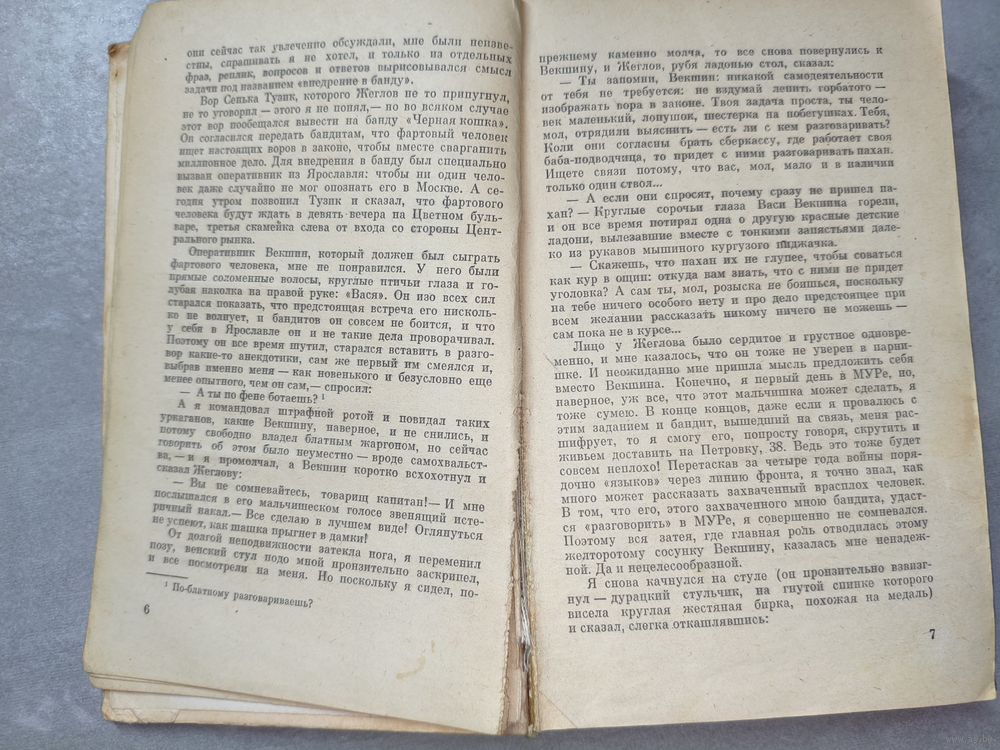 они сейчас так увлеченно обсуждали, мне были неизве-
стны, спрашивать я не хотел, и только из отдельных
фраз, реплик, вопросов и ответов вырисовывался смысл
задачи под названием «внедрение в банду».
Вор Сенька Тузик, которого Жеглов не то припугнул,
не то уговорил — этого я не понял,— но во всяком случае
этот вор пообещался вывести на банду «Черная кошка».
Он согласился передать бандитам, что фартовый человек
ищет настоящих воров в законе, чтобы вместе сварганить
миллионное дело. Для внедрения в банду был специально
вызван оперативник из Ярославля: чтобы ни один чело-
век даже случайно не мог опознать его в Москве. А се-
годня утром позвонил Тузик и сказал, что фартового
человека будут ждать в девять вечера на Цветном буль-
варе, третья скамейка слева от входа со стороны Цент-
рального рынка.
Оперативник Векшин, который должен был сыграть
фартового человека, мне не понравился. У него были
прямые соломенные волосы, круглые птичьи глаза и го-
лубая наколка на правой руке: «Вася». Он изо всех сил
старался показать, что предстоящая встреча его нисколь-
ко не волнует, и бандитов он совсем не боится, и что
у себя в Ярославле он и не такие дела проворачивал.
Поэтому он все время шутил, старался вставить в разго-
вор какие-то анекдотики, сам же первый им смеялся и,
выбрав именно меня — как новенького и безусловно еще
менее опытного, чем он сам,— спросил:
— А ты по фене ботаешь? ¹
А я командовал штрафной ротой и повидал таких
уркаганов, какие Векшину, наверное, и не снились, и
потому свободно владел блатным жаргоном, но сейчас
говорить об этом было неуместно — вроде самохвальст-
ва,— и я промолчал, а Векшин коротко всхохотнул и
сказал Жеглову:
— Вы не сомневайтесь, товарищ капитан!— И мне
послышался в его мальчишеском голосе звенящий исте-
ричный накал.— Все сделаю в лучшем виде! Оглянуться
не успеют, как шашка прыгнет в дамки!
От долгой неподвижности затекла нога, я переменил
позу, венский стул подо мной пронзительно заскрипел,
и все посмотрели на меня. Но поскольку я сидел, по-
¹ По-блатному разговариваешь?
6
прежнему каменно молча, то все снова повернулись к
Векшину, и Жеглов, рубя ладонью стол, сказал:
— Ты запомни, Векшин: никакой самодеятельности
от тебя не требуется: не вздумай лепить горбатого —
изображать вора в законе. Твоя задача проста, ты чело-
век маленький, лопушок, шестерка на побегушках. Тебя,
мол, отрядили выяснить — есть ли с кем разговаривать?
Коли они согласны брать сберкассу, где работает своя
баба-подводчица, то придет с ними разговаривать пахан.
Ищете связи потому, что вас, мол, мало и в наличии
только один ствол...
— А если они спросят, почему сразу не пришел па-
хан? — Круглые сорочьи глаза Васи Векшина горели,
и он все время потирал одна о другую красные детские
ладони, вылезавшие вместе с тонкими запястьями дале-
ко из рукавов мышиного кургузого пиджачка.
— Скажешь, что пахан их не глупее, чтобы соваться
как кур в ощип: откуда вам знать, что с ними не придет
уголовка? А сам ты, мол, розыска не боишься, поскольку
на тебе ничего особого нету и про дело предстоящее при
всем желании рассказать никому ничего не можешь —
сам пока не в курсе...
Лицо у Жеглова было сердитое и грустное одновре-
менно, и мне казалось, что он тоже не уверен в парни-
шке. И неожиданно мне пришла мысль предложить себя
вместо Векшина. Конечно, я первый день в МУРе, но,
наверное, уж все, что этот мальчишка может сделать, я
тоже сумею. В конце концов, даже если я провалюсь с
этим заданием и бандит, вышедший на связь, меня рас-
шифрует, то я смогу его, попросту говоря, скрутить и
живьем доставить на Петровку, 38. Ведь это тоже будет
совсем неплохо! Перетаскав за четыре года войны поря-
дочно «языков» через линию фронта, я точно знал, как
много может рассказать захваченный врасплох человек.
В том, что его, этого захваченного мною бандита, удаст-
ся «разговорить» в МУРе, я совершенно не сомневался.
Поэтому вся затея, где главная роль отводилась этому
желторотому сосунку Векшину, казалась мне ненадеж-
ной. Да и нецелесообразной.
Я снова качнулся на стуле (он пронзительно взвизг-
нул — дурацкий стульчик, на гнутой спинке которого
висела круглая жестяная бирка, похожая на медаль)
и сказал, слегка откашлявшись:
7